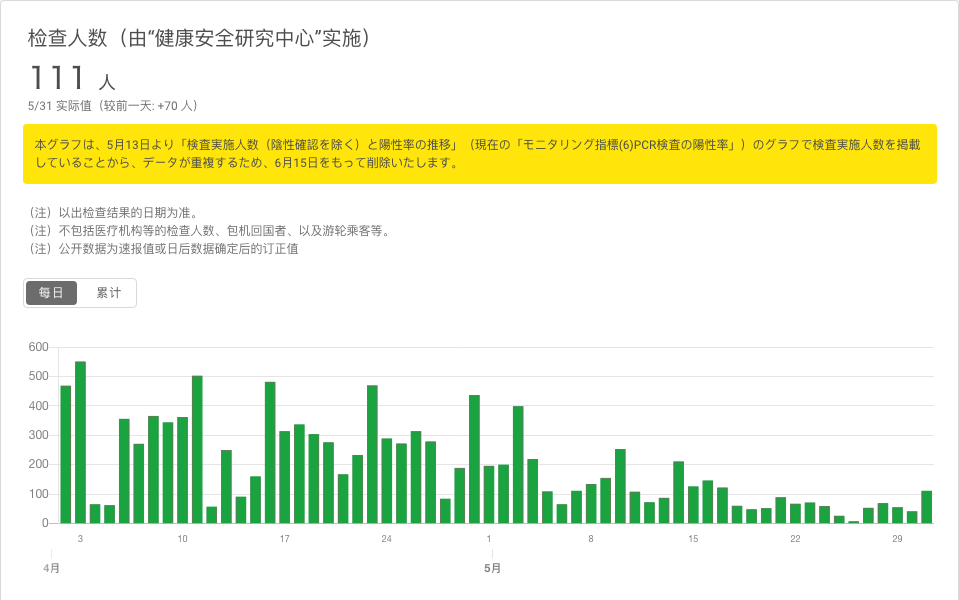 检查人数（由“健康安全研究中心”实施）
111 人
5/31 实际值（较前一天: +70 人）
本グラフは、5月13日より「検査実施人数（陰性確認を除く）と陽性率の推移」（現在の「モニタリング指標(6)PCR検査の陽性率」）のグラフで検査実施人数を掲載
していることから、データが重複するため、6月15日をもって削除いたします。
（注）以出检查结果的日期为准。
（注）不包括医疗机构等的检查人数、包机回国者、以及游轮乘客等。
（注）公开数据为速报值或日后数据确定后的订正值
每日 累计
600
500
400
300
200
100
0
3 10 17 24 1 8 15 22 29
4月 5月